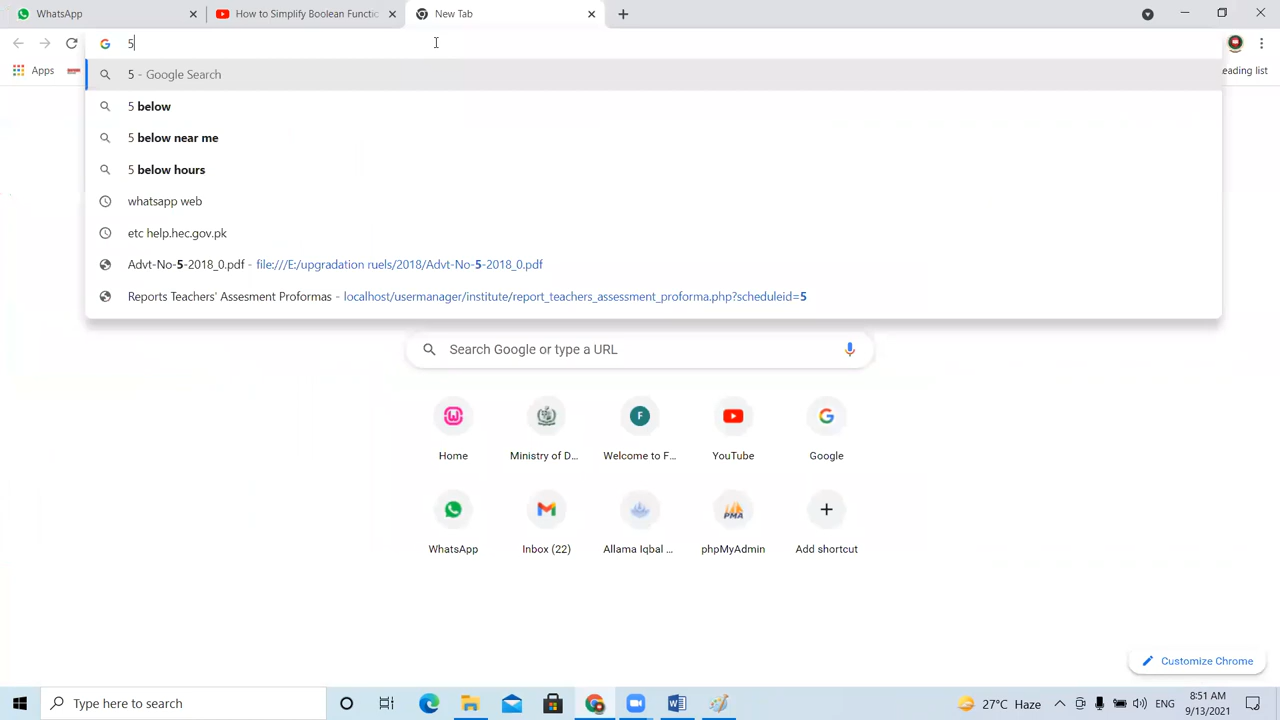 WhatsApp
How to Simplify Boolean Functic
New Tab
5
Apps
eading list
5 - Google Search
5 below
5 below near me
5 below hours
whatsapp web
etc help.hec.gov.pk
Advt-No-5-2018_0.pdf - file:///E:/upgradation ruels/2018/Advt-No-5-2018_0.pdf
Reports Teachers' Assesment Proformas - localhost/usermanager/institute/report_teachers_assessment_proforma.php?scheduleid=5
Search Google or type a URL
Home Ministry of D... Welcome to F... YouTube Google
WhatsApp Inbox (22) Allama Iqbal ... phpMyAdmin Add shortcut
Customize Chrome
Type here to search
27°C Haze
ENG
8:51 AM
9/13/2021